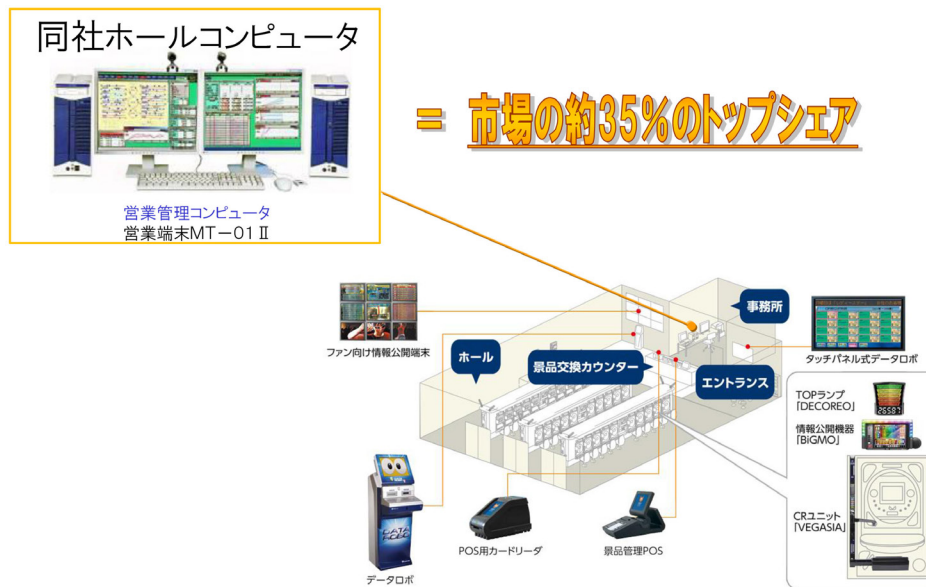 同社ホールコンピュータ
= 市場の約35%のトップシェア
営業管理コンピュータ
営業端末MT-01Ⅱ
事務所
ファン向け情報公開端末
タッチパネル式データロボ
ホール
景品交換カウンター
エントランス
TOPランプ
「DECOREO」
26587
情報公開機器
「BiGMO」
CRユニット
「VEGASIA」
DATA
ROBO
POS用カードリーダ
景品管理POS
データロボ